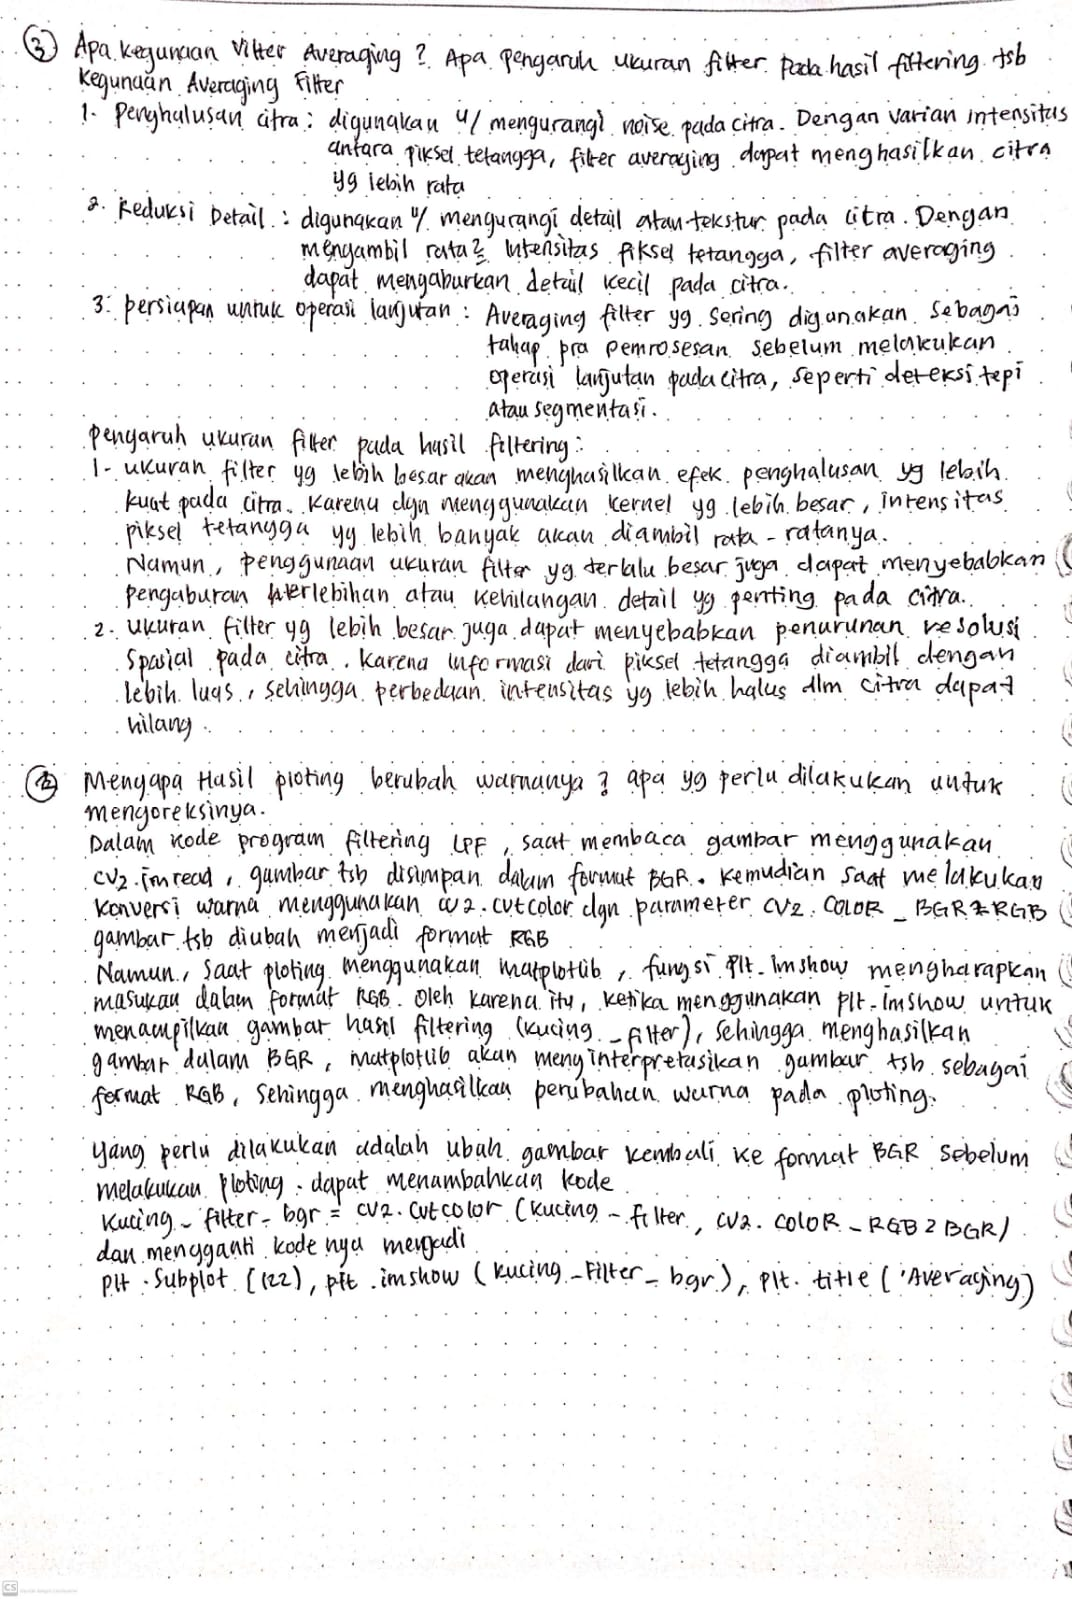 ③ Apa kegunaan Vilter Averaging ? Apa pengaruh ukuran filter pada hasil filtering tsb
Kegunaan Averaging Filter
1. Penghalusan citra : digunakan u/ mengurangi noise pada citra. Dengan varian intensitas
antara piksel tetangga, filter averaging dapat menghasilkan citra
yg lebih rata
2. Reduksi Detail : digunakan u/ mengurangi detail atau tekstur pada citra. Dengan
mengambil rata2 Intensitas piksel tetangga, filter averaging
dapat mengaburkan detail kecil pada citra.
3. persiapan untuk operasi lanjutan : Averaging filter yg sering digunakan sebagai
tahap pra pemrosesan sebelum melakukan
operasi lanjutan pada citra, seperti deteksi tepi
atau segmentasi.
Pengaruh ukuran filter pada hasil filtering :
1- ukuran filter yg lebih besar akan menghasilkan efek penghalusan yg lebih
kuat pada citra. Karena dgn menggunakan kernel yg lebih besar, intensitas
piksel tetangga yg lebih banyak akan diambil rata - ratanya.
Namun, penggunaan ukuran filter yg terlalu besar juga dapat menyebabkan
pengaburan berlebihan atau kehilangan detail yg penting pada citra.
2. ukuran filter yg lebih besar juga dapat menyebabkan penurunan resolusi
spasial pada citra. Karena informasi dari piksel tetangga diambil dengan
lebih luas, sehingga perbedaan intensitas yg lebih halus dlm citra dapat
hilang.
② Mengapa Hasil ploting berubah warnanya ? apa yg perlu dilakukan untuk
mengoreksinya.
Dalam kode program filtering LPF, saat membaca gambar menggunakan
cv2.imread, gambar tsb disimpan dalam format BGR. Kemudian saat melakukan
konversi warna menggunakan cv2.cvtcolor dgn parameter CV2.COLOR_BGR2RGB
gambar tsb diubah menjadi format RGB
Namun, saat ploting menggunakan matplotlib, fungsi plt.imshow mengharapkan
masukan dalam format RGB. Oleh karena itu, ketika menggunakan plt.imshow untuk
menampilkan gambar hasil filtering (kucing_filter), sehingga menghasilkan
gambar dalam BGR, matplotlib akan menginterpretasikan gambar tsb sebagai
format RGB, sehingga menghasilkan perubahan warna pada ploting.
Yang perlu dilakukan adalah ubah gambar kembali ke format BGR sebelum
melakukan ploting. dapat menambahkan kode
Kucing_filter_bgr = cv2.cvtcolor (kucing_filter, cv2.COLOR_RGB2BGR)
dan mengganti kode nya menjadi
plt.subplot (122), plt.imshow (kucing_filter_bgr), plt.title ('Averaging)
CS